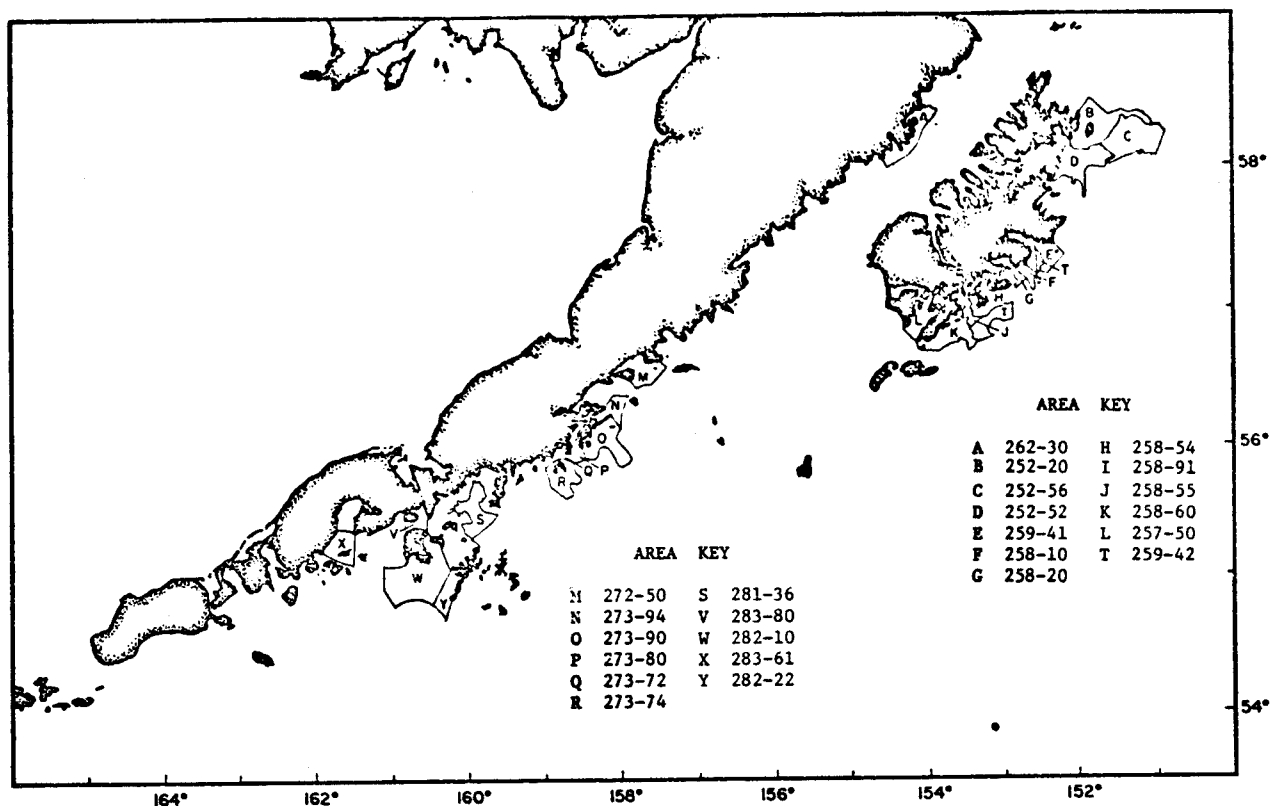 A
B
C
D
58°
E
T
F
G
H
I
J
K
M
N
O
Q P
R
S
V
X
W
Y
AREA KEY
A 262-30 H 258-54
B 252-20 I 258-91
C 252-56 J 258-55
D 252-52 K 258-60
E 259-41 L 257-50
F 258-10 T 259-42
G 258-20
56°
AREA KEY
M 272-50 S 281-36
N 273-94 V 283-80
O 273-90 W 282-10
P 273-80 X 283-61
Q 273-72 Y 282-22
R 273-74
54°
164° 162° 160° 158° 156° 154° 152°